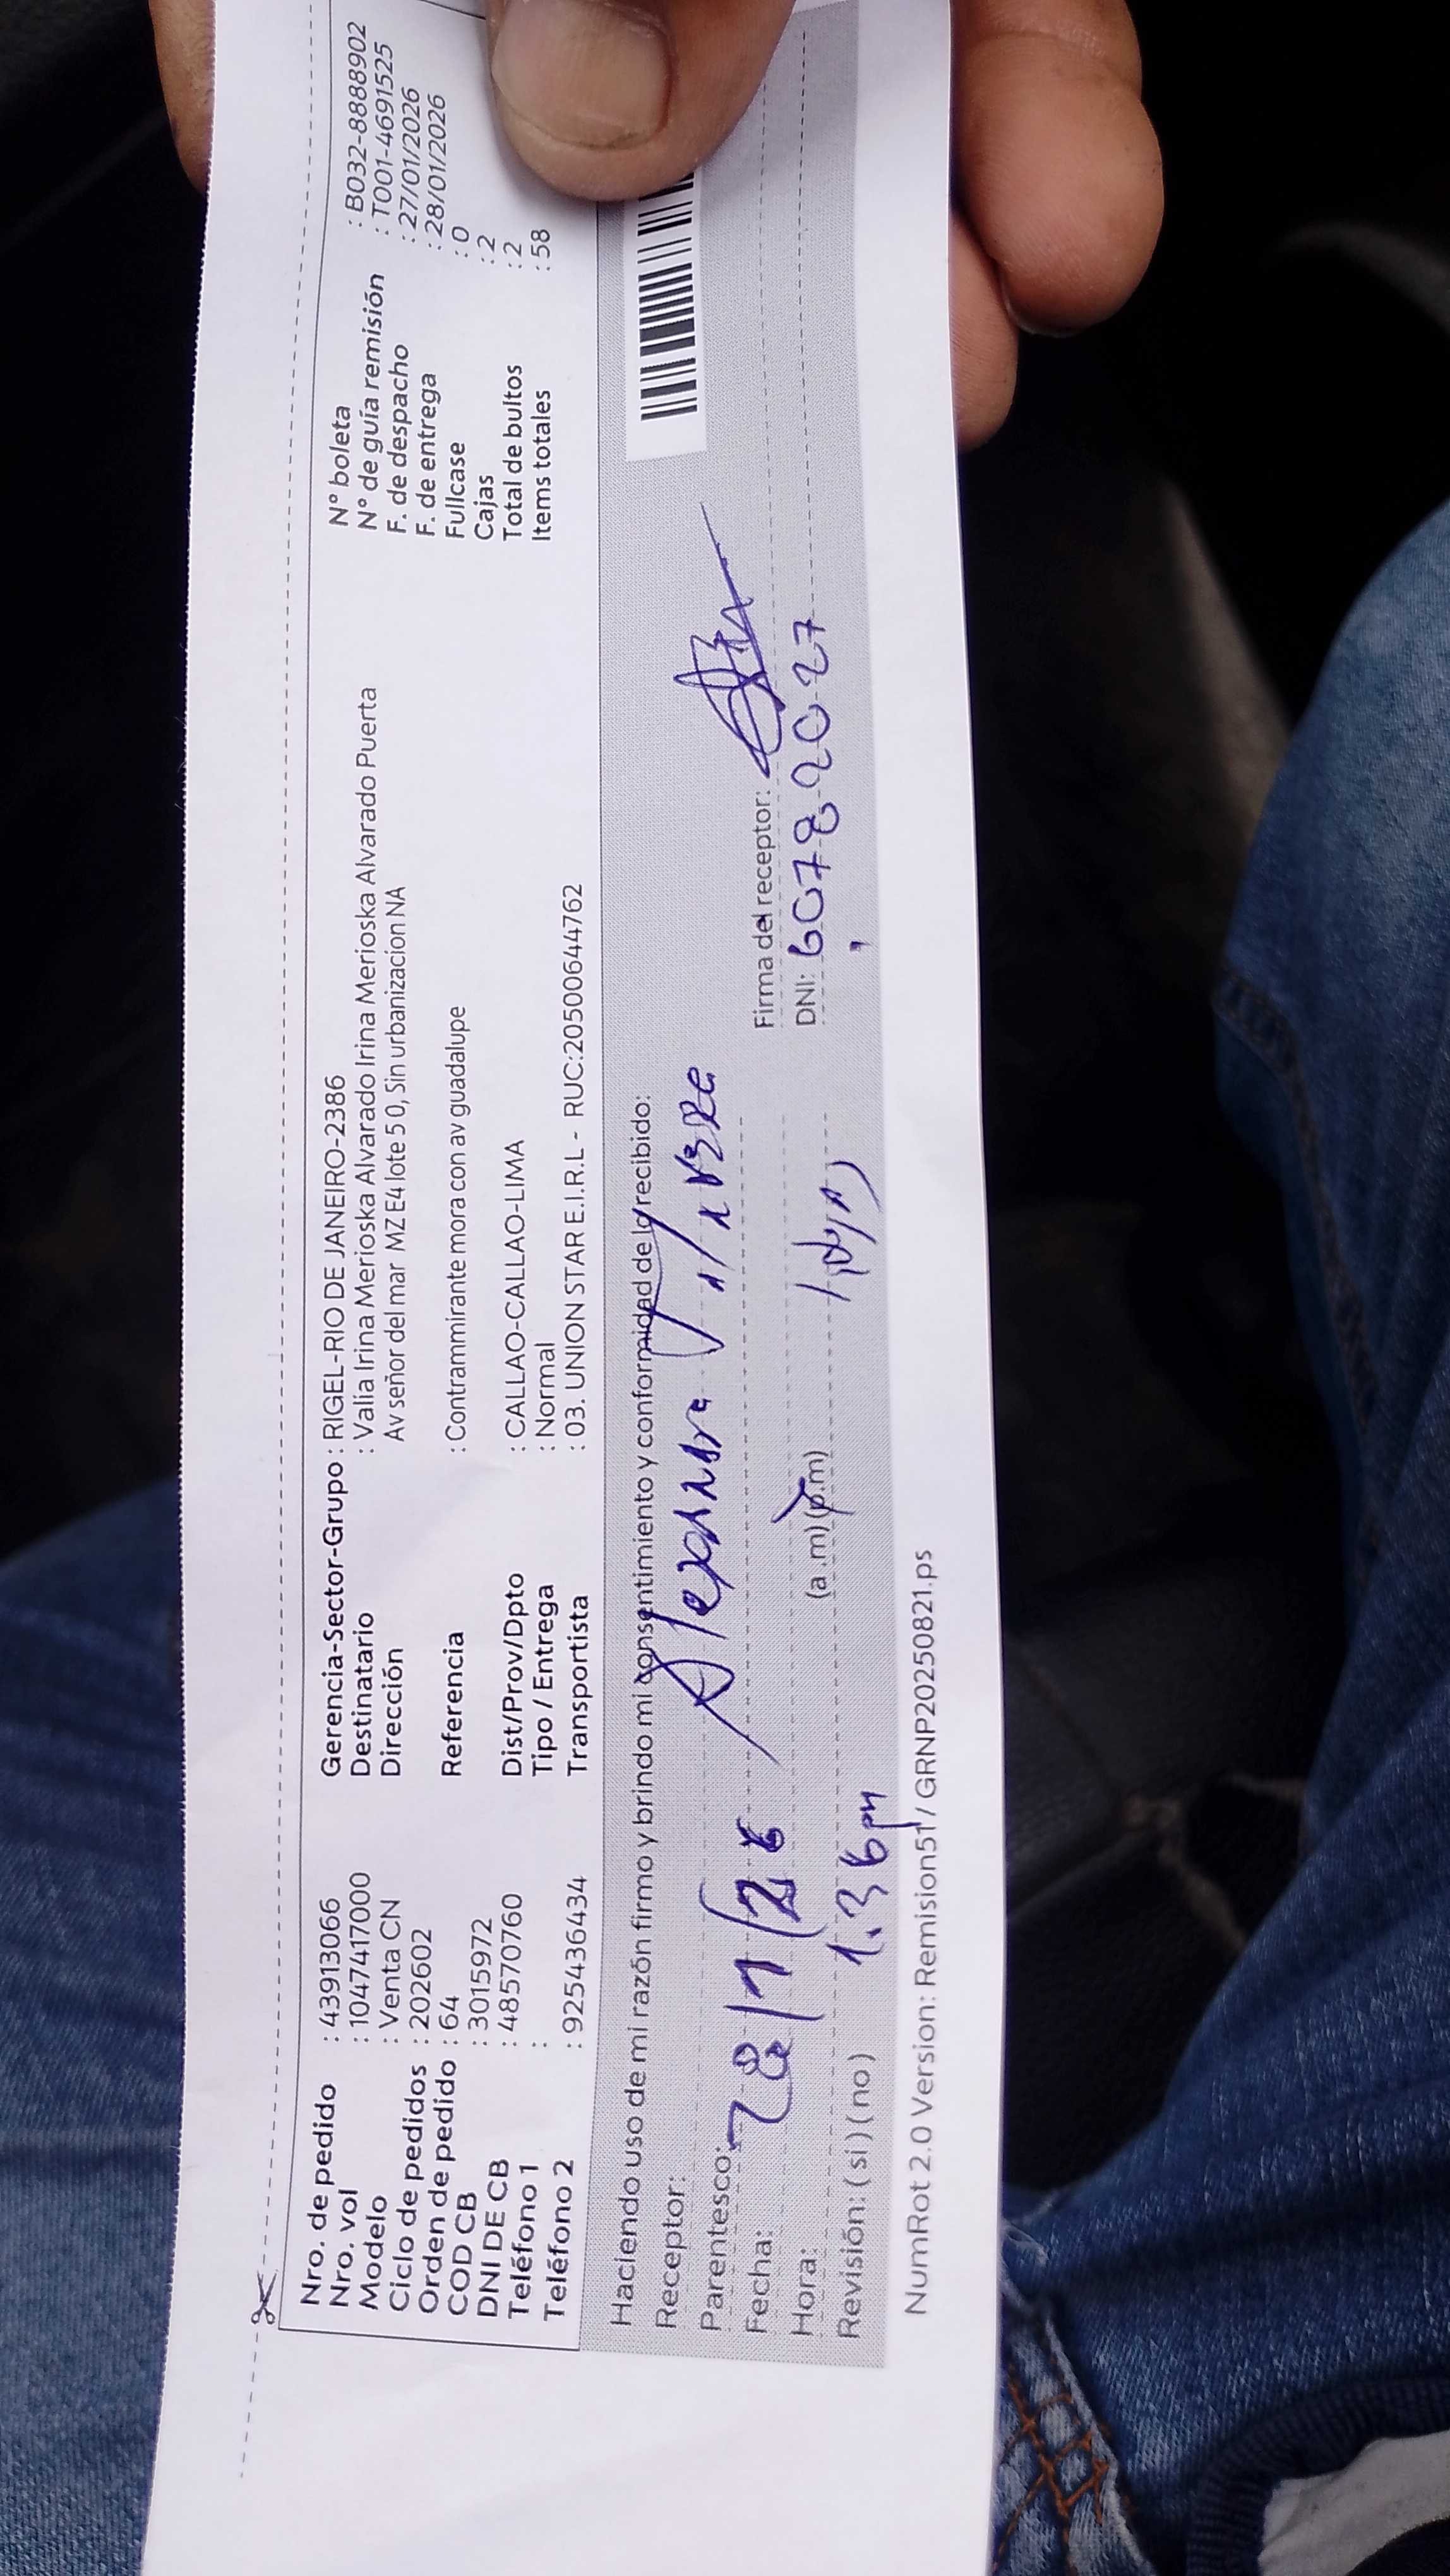 Nro. de pedido : 43913066
Nro. vol : 1047417000
Modelo : Venta CN
Ciclo de pedidos : 202602
Orden de pedido : 64
COD CB : 3015972
DNI DE CB : 48570760
Teléfono 1 :
Teléfono 2 : 925436434
Gerencia-Sector-Grupo : RIGEL-RIO DE JANEIRO-2386
Destinatario : Valia Irina Merioska Alvarado Irina Merioska Alvarado Puerta
Dirección Av señor del mar MZ E4 lote 5 0, Sin urbanizacion NA
Referencia : Contrammirante mora con av guadalupe
Dist/Prov/Dpto : CALLAO-CALLAO-LIMA
Tipo / Entrega : Normal
Transportista : 03. UNION STAR E.I.R.L - RUC:20500644762
N° boleta : B032-8888902
N° de guía remisión : T001-4691525
F. de despacho : 27/01/2026
F. de entrega : 28/01/2026
Fullcase : 0
Cajas : 2
Total de bultos : 2
Items totales : 58
Haciendo uso de mi razón firmo y brindo mi consentimiento y conformidad de lo recibido:
Receptor: Alexandra
Parentesco:
Fecha: 28/1/26
Hora: 1.36 pm (a.m) (p.m)
Revisión: (si) (no)
Firma del receptor:
DNI: 60782027
NumRot 2.0 Version: Remision51 / GRNP20250821.ps